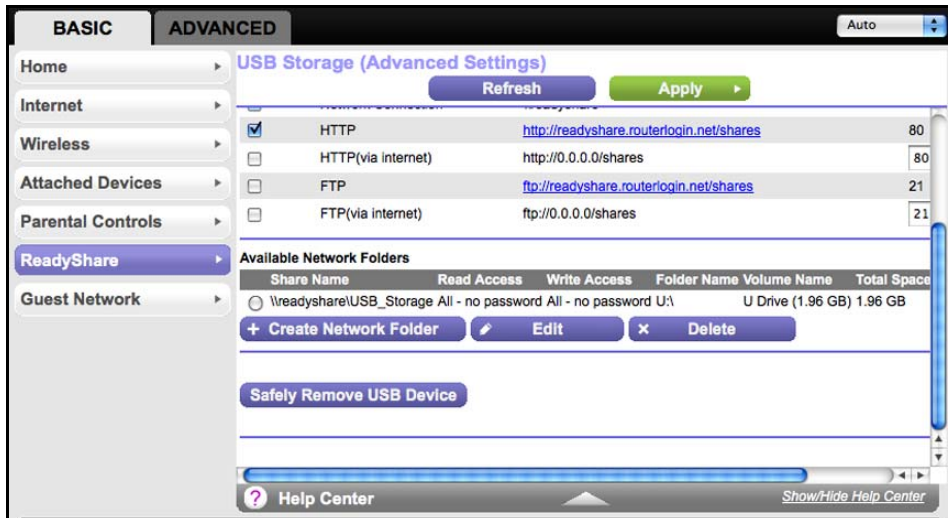 BASIC ADVANCED Auto
Home
Internet
Wireless
Attached Devices
Parental Controls
ReadyShare
Guest Network
USB Storage (Advanced Settings)
Refresh Apply
HTTP http://readyshare.routerlogin.net/shares 80
HTTP(via internet) http://0.0.0.0/shares 80
FTP ftp://readyshare.routerlogin.net/shares 21
FTP(via internet) ftp://0.0.0.0/shares 21
Available Network Folders
Share Name Read Access Write Access Folder Name Volume Name Total Space
\\readyshare\USB_Storage All - no password All - no password U:\ U Drive (1.96 GB) 1.96 GB
+ Create Network Folder Edit × Delete
Safely Remove USB Device
? Help Center Show/Hide Help Center